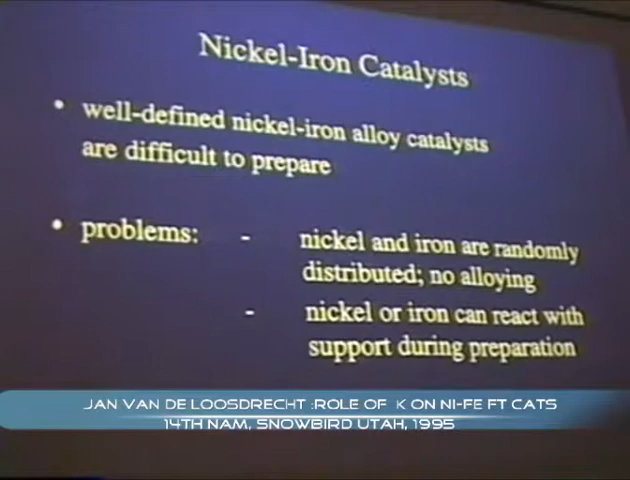 Nickel-Iron Catalysts
• well-defined nickel-iron alloy catalysts
are difficult to prepare
• problems: - nickel and iron are randomly
distributed; no alloying
- nickel or iron can react with
support during preparation
JAN VAN DE LOOSDRECHT :ROLE OF K ON NI-FE FT CATS
14TH NAM, SNOWBIRD UTAH, 1995